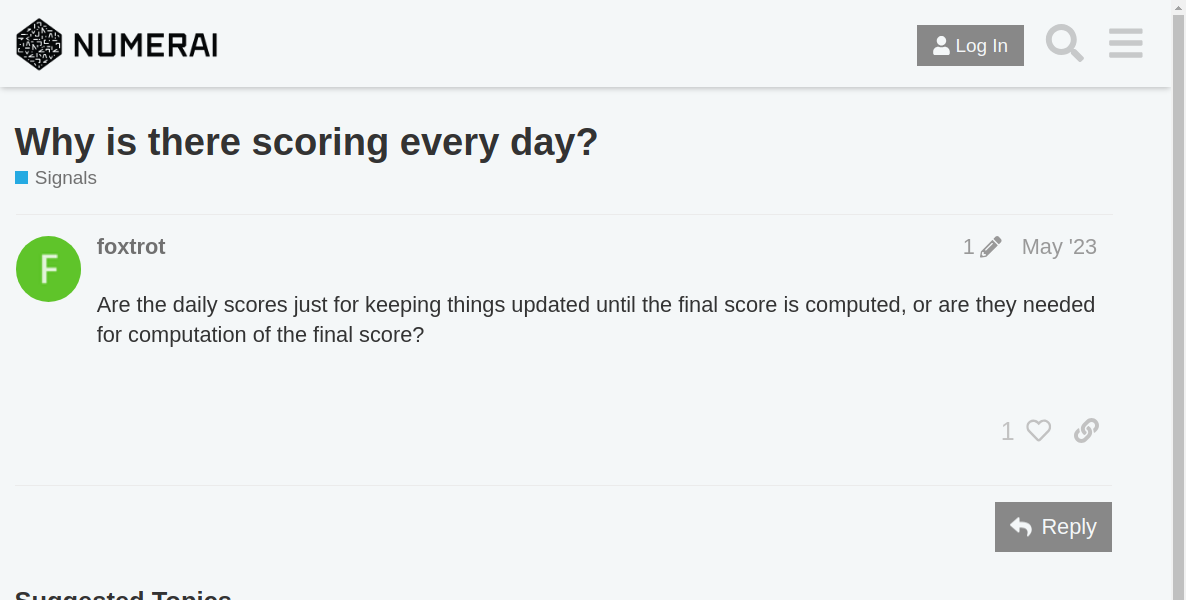 NUMERAI
Log In
Why is there scoring every day?
Signals
F
foxtrot
1
May '23
Are the daily scores just for keeping things updated until the final score is computed, or are they needed
for computation of the final score?
1
Reply
Suggested Topics